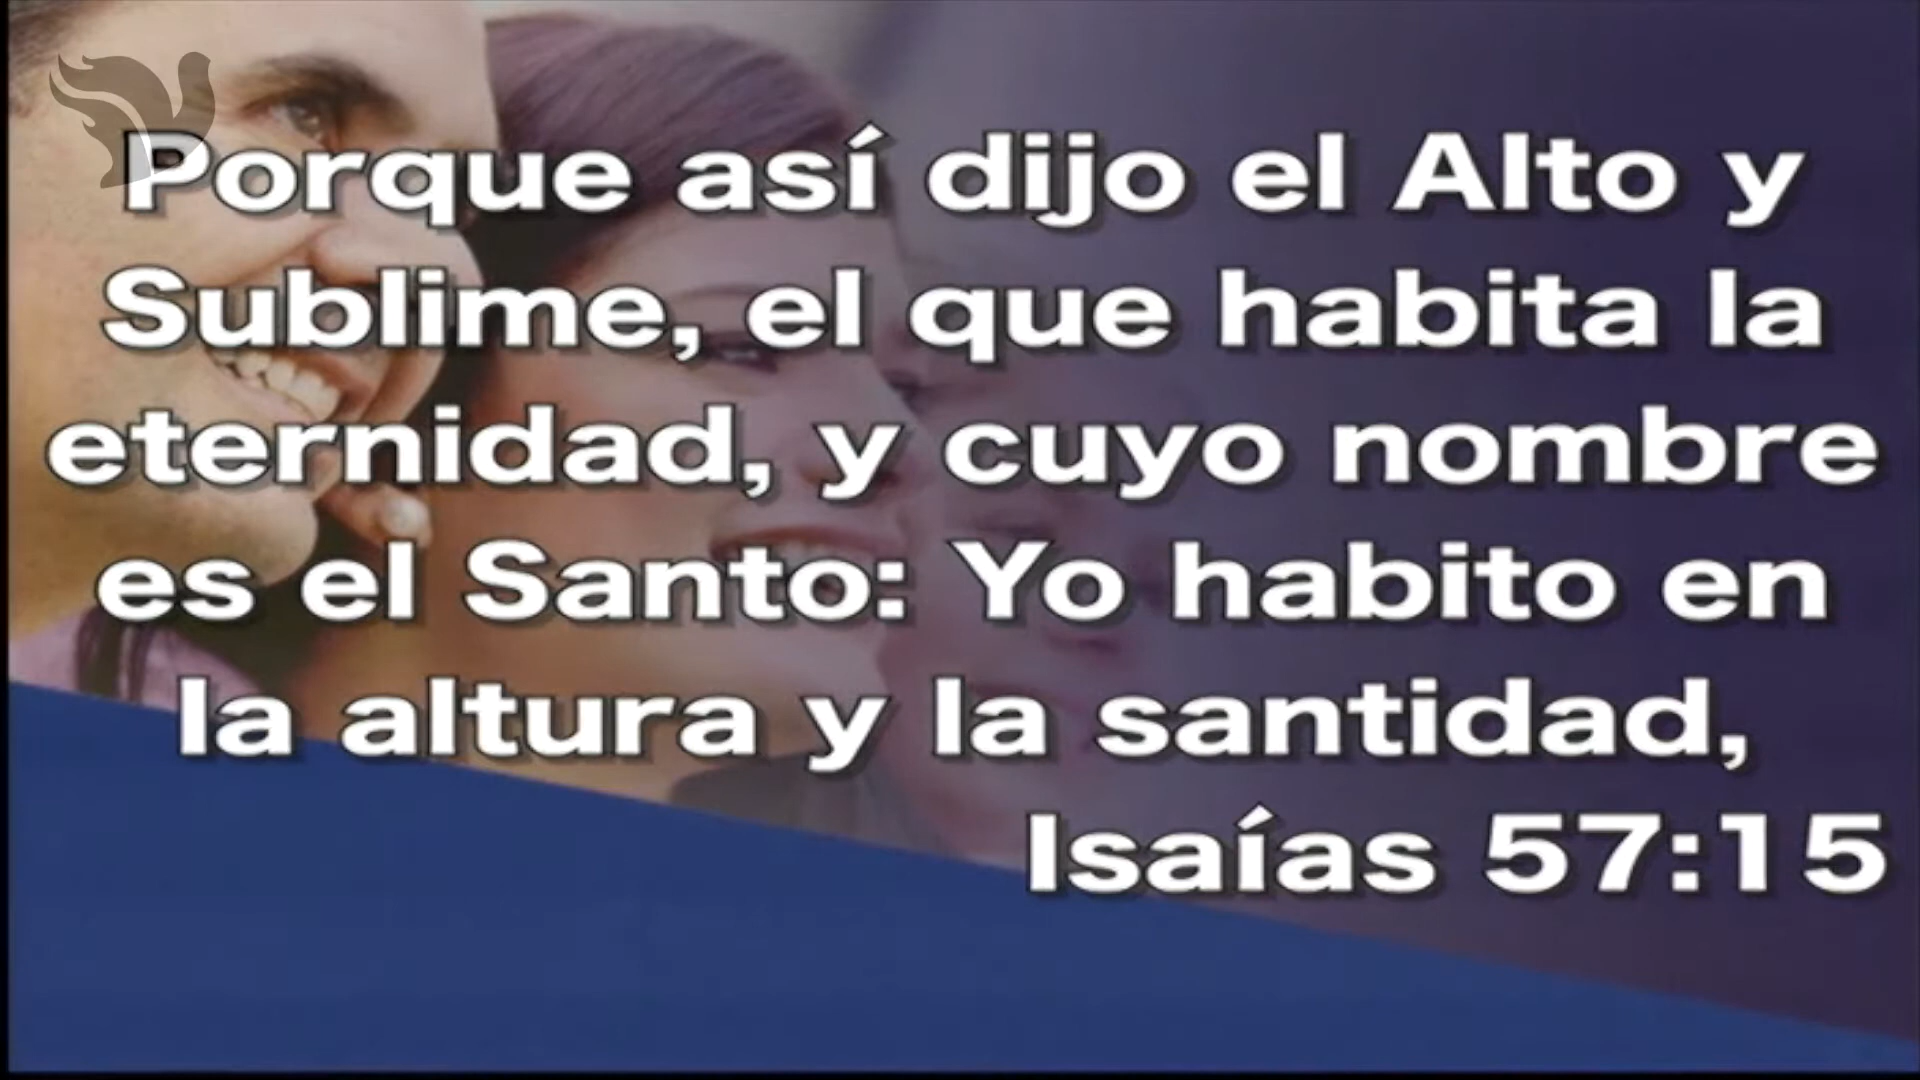 Porque así dijo el Alto y
Sublime, el que habita la
eternidad, y cuyo nombre
es el Santo: Yo habito en
la altura y la santidad,
Isaías 57:15